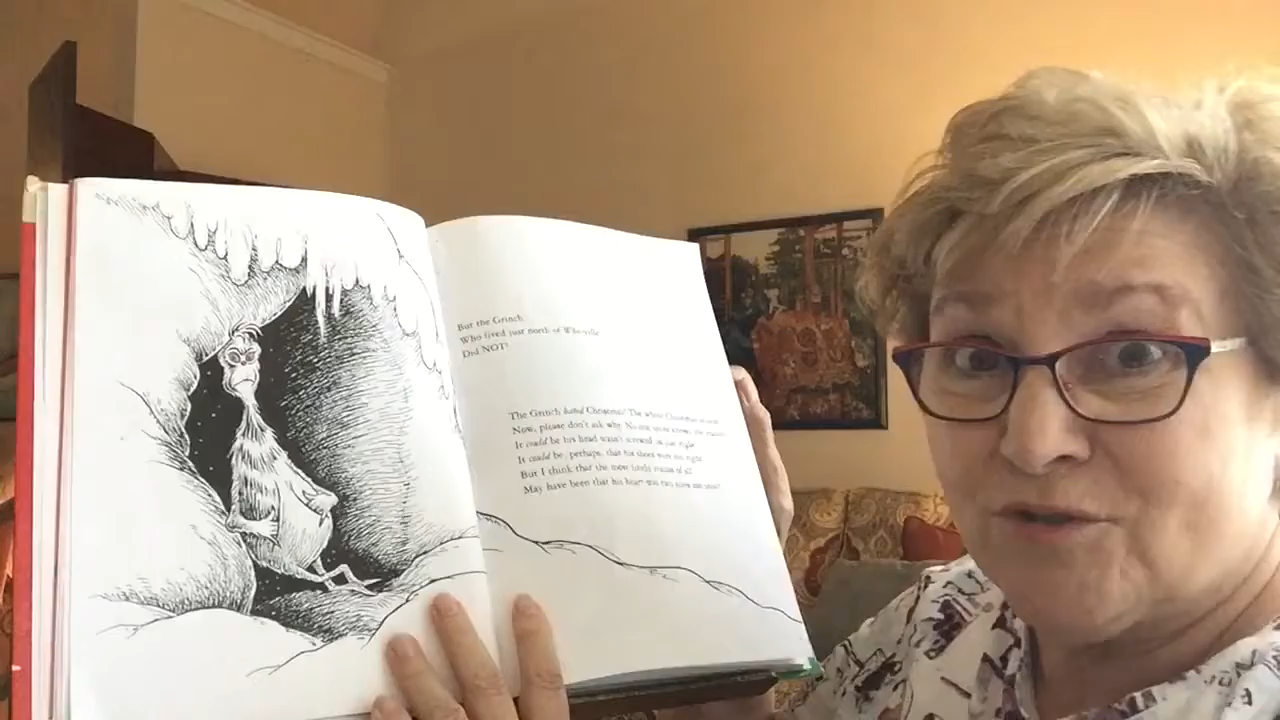 But the Grinch,
Who lived just north of Who-ville,
Did NOT!
The Grinch hated Christmas! The whole Christmas season!
Now, please don't ask why. No one quite knows the reason.
It could be his head wasn't screwed on just right.
It could be, perhaps, that his shoes were too tight.
But I think that the most likely reason of all
May have been that his heart was two sizes too small.